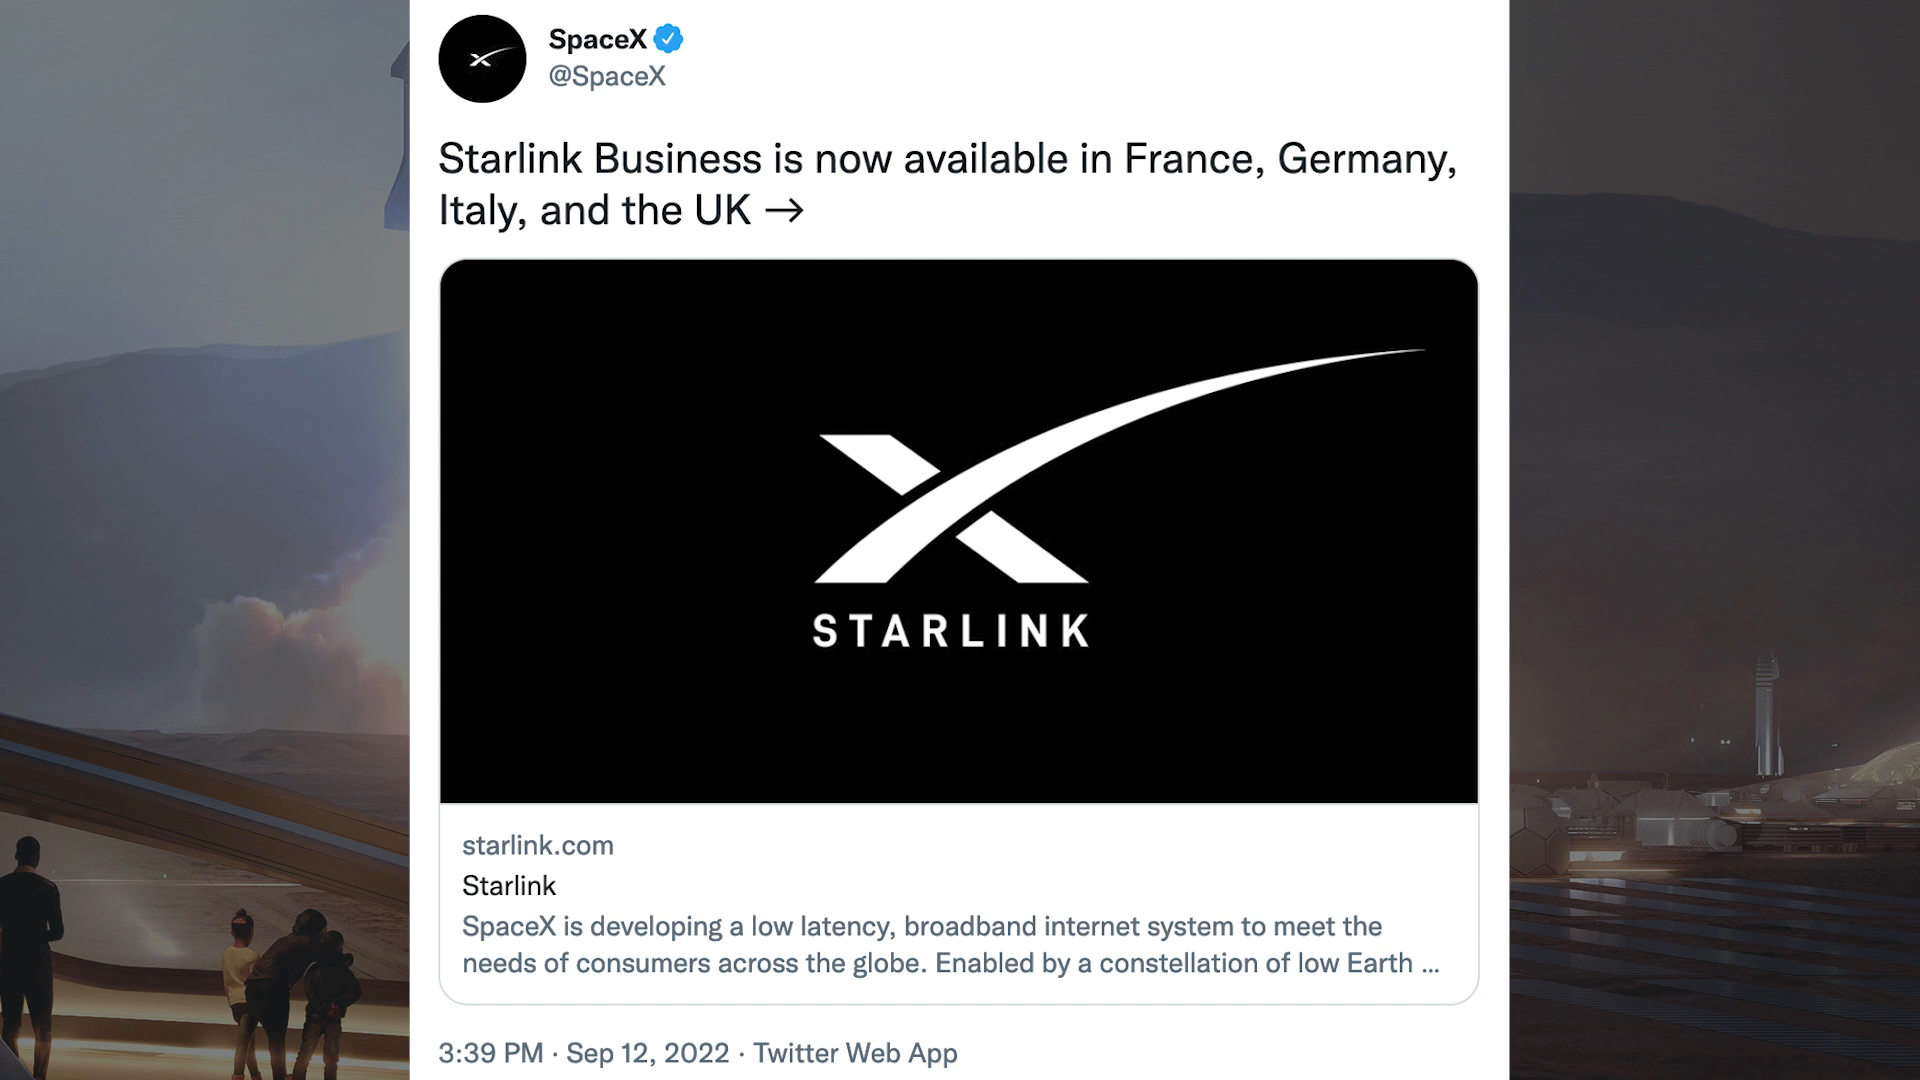 SpaceX
@SpaceX
Starlink Business is now available in France, Germany,
Italy, and the UK →
STARLINK
starlink.com
Starlink
SpaceX is developing a low latency, broadband internet system to meet the
needs of consumers across the globe. Enabled by a constellation of low Earth ...
3:39 PM · Sep 12, 2022 · Twitter Web App